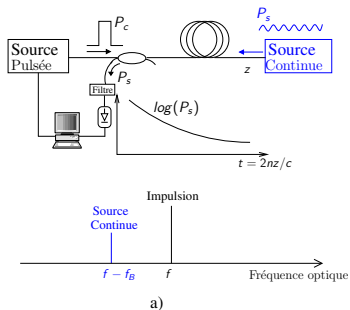 P_c
P_s
Source
Pulsée
P_s
z
Source
Continue
Filtre
log(P_s)
t = 2nz/c
Impulsion
Source
Continue
f − f_B
f
Fréquence optique
a)